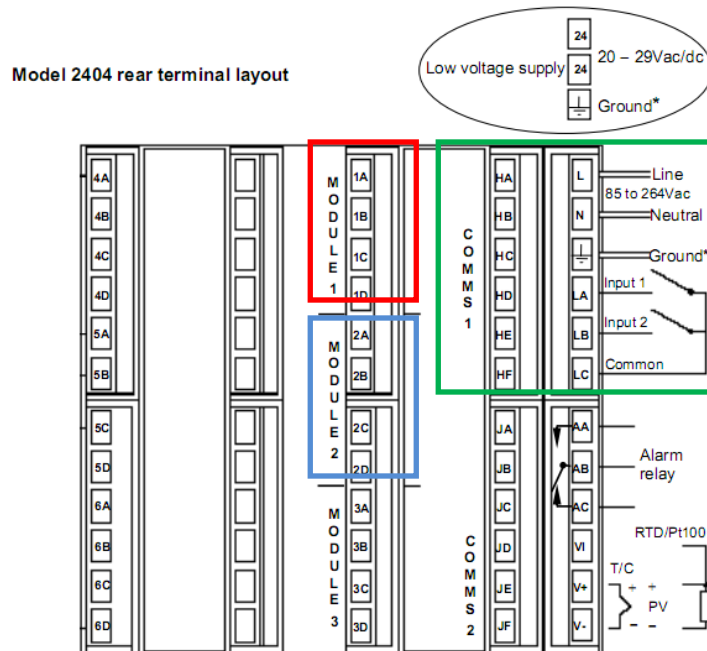 24
20 – 29Vac/dc
Model 2404 rear terminal layout
Low voltage supply
24
Ground*
4A
MODULE 1
1A
HA
L
Line
85 to 264Vac
4B
1B
HB
N
Neutral
4C
1C
COMMS 1
HC
Ground*
4D
1D
HD
LA
Input 1
5A
MODULE 2
2A
HE
LB
Input 2
5B
2B
HF
LC
Common
5C
2C
JA
AA
Alarm
relay
5D
2D
JB
AB
6A
MODULE 3
3A
JC
AC
RTD/Pt100
6B
3B
COMMS 2
JD
VI
T/C
6C
3C
JE
V+
+ +
PV
6D
3D
JF
V-
– –